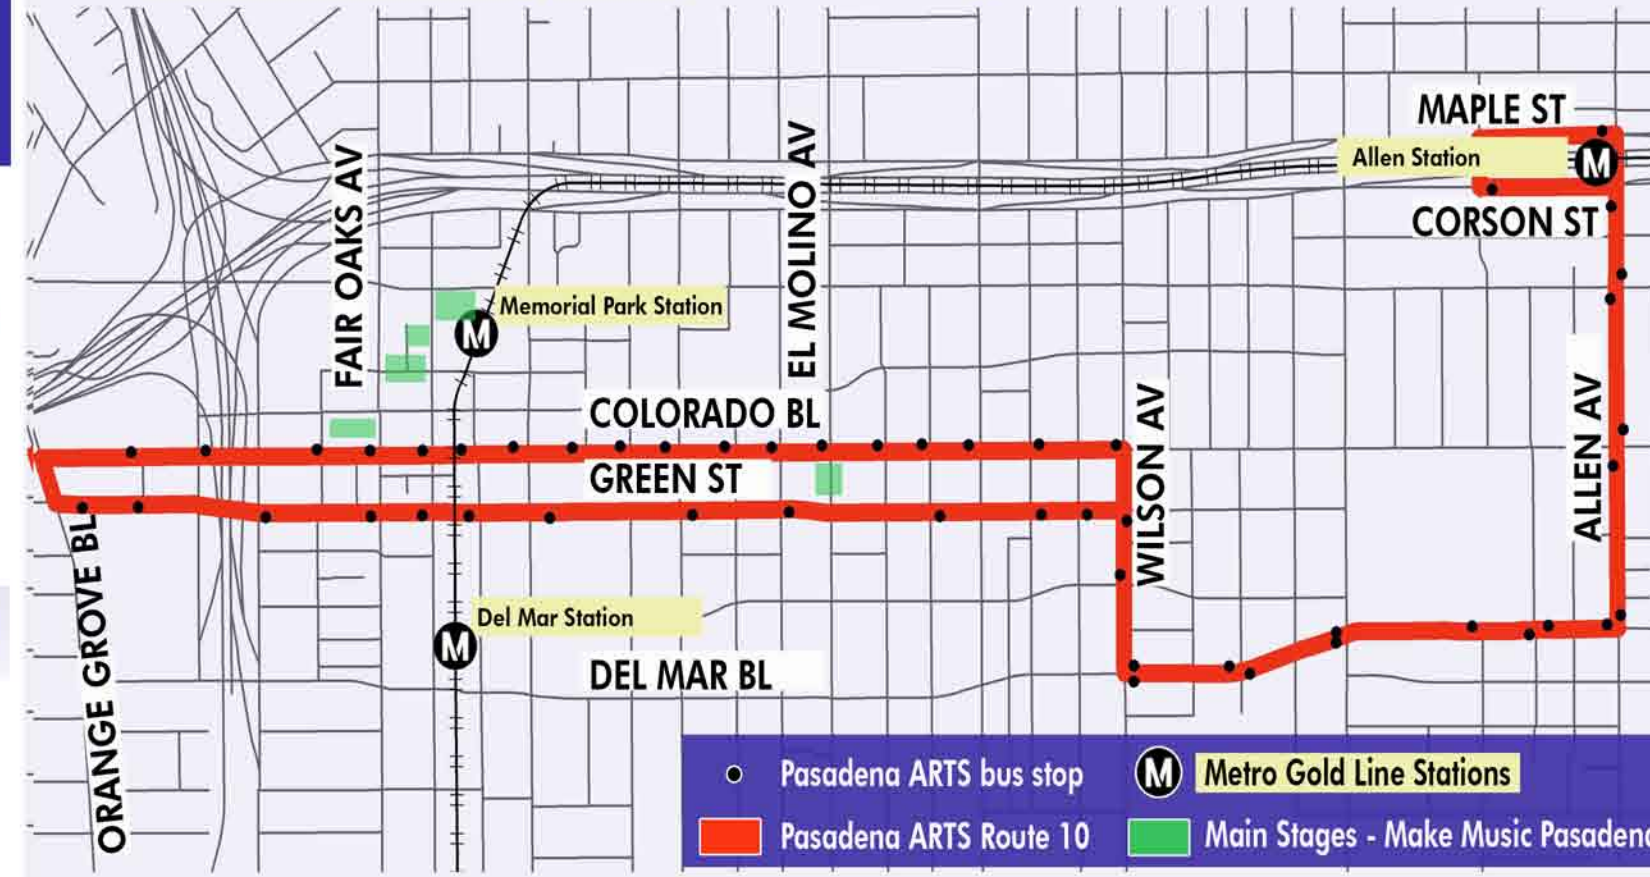 MAPLE ST
M
Allen Station
CORSON ST
FAIR OAKS AV
EL MOLINO AV
Memorial Park Station
M
COLORADO BL
GREEN ST
WILSON AV
ALLEN AV
Del Mar Station
M
DEL MAR BL
ORANGE GROVE BL
Pasadena ARTS bus stop
M
Metro Gold Line Stations
Pasadena ARTS Route 10
Main Stages - Make Music Pasadena